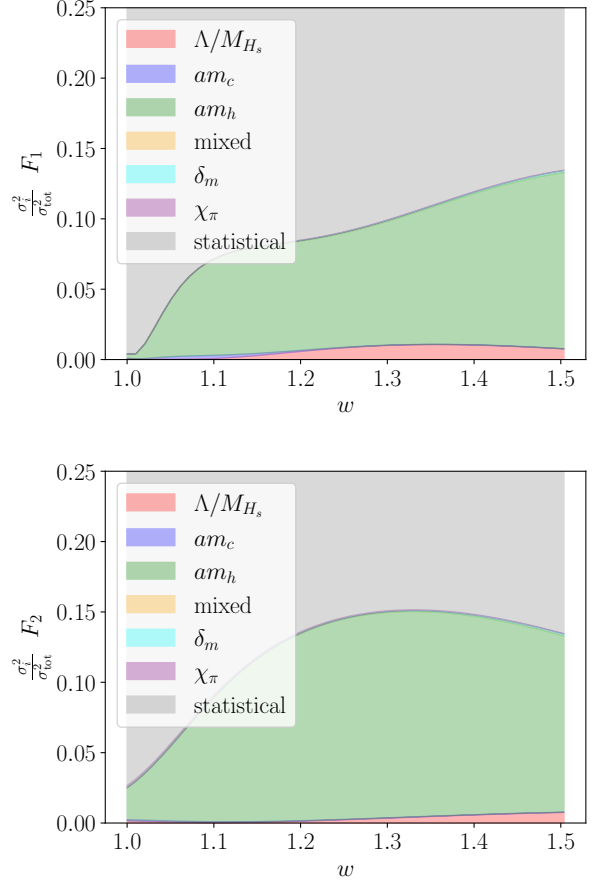 0.25
0.20
0.15
0.10
0.05
0.00
σ_i^2/σ_tot^2 F_1
Λ/M_{H_s}
am_c
am_h
mixed
δ_m
χ_π
statistical
1.0 1.1 1.2 1.3 1.4 1.5
w
0.25
0.20
0.15
0.10
0.05
0.00
σ_i^2/σ_tot^2 F_2
Λ/M_{H_s}
am_c
am_h
mixed
δ_m
χ_π
statistical
1.0 1.1 1.2 1.3 1.4 1.5
w